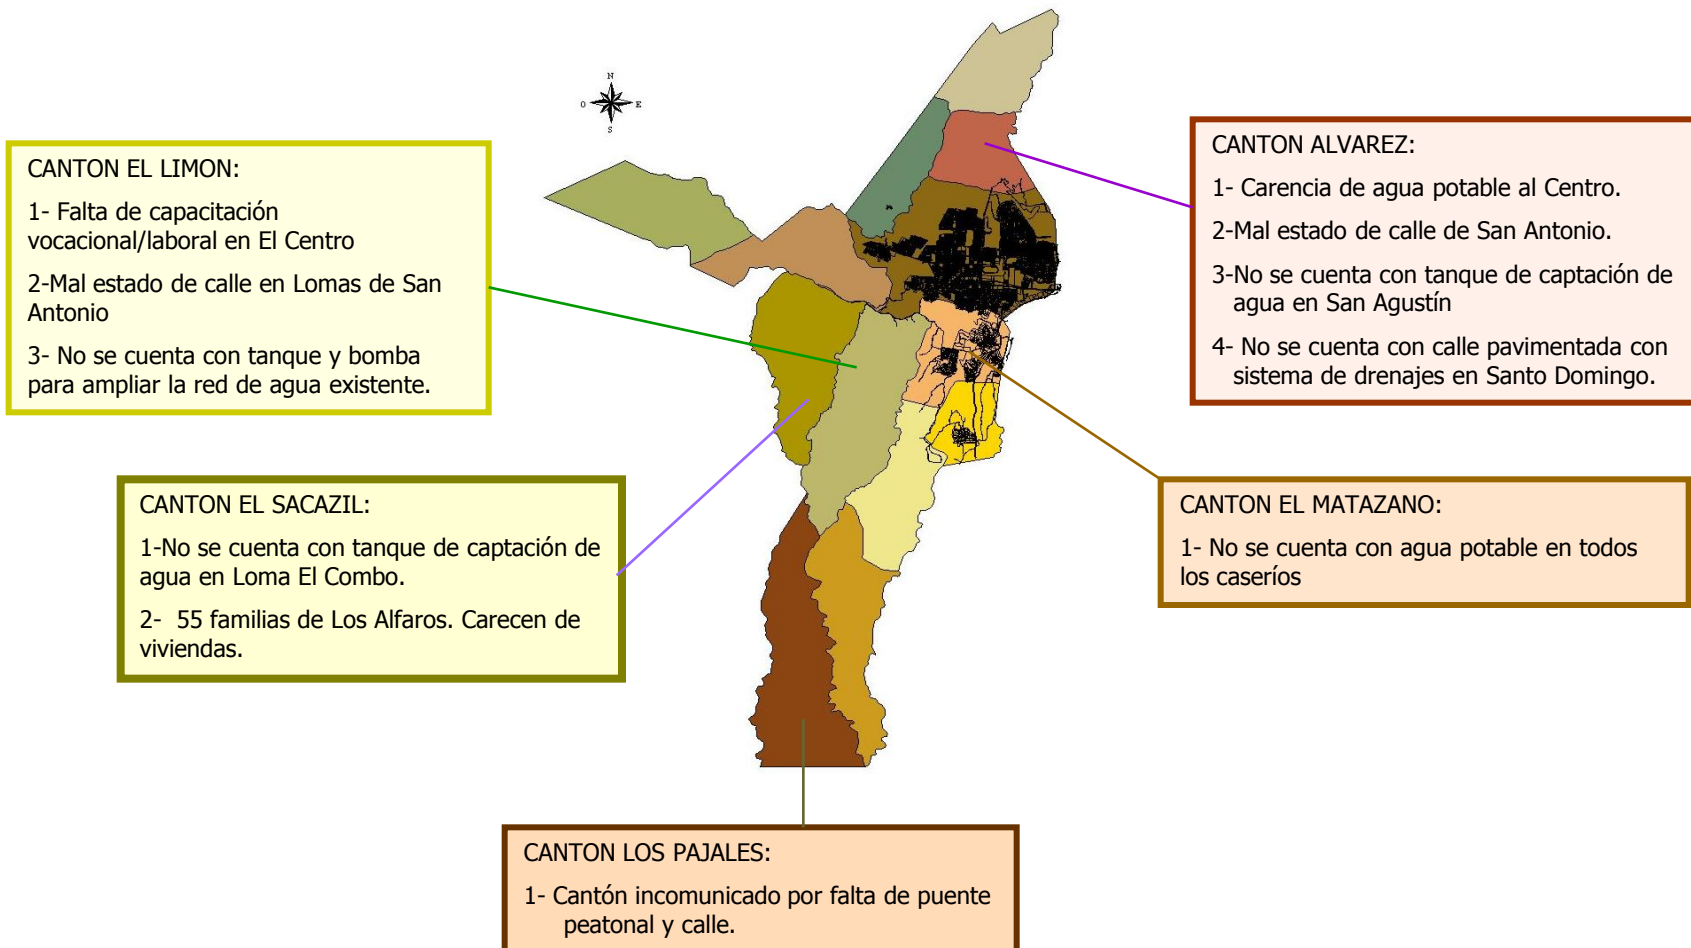 N
O
E
S
CANTON EL LIMON:
1- Falta de capacitación
vocacional/laboral en El Centro
2-Mal estado de calle en Lomas de San
Antonio
3- No se cuenta con tanque y bomba
para ampliar la red de agua existente.
CANTON ALVAREZ:
1- Carencia de agua potable al Centro.
2-Mal estado de calle de San Antonio.
3-No se cuenta con tanque de captación de
agua en San Agustín
4- No se cuenta con calle pavimentada con
sistema de drenajes en Santo Domingo.
CANTON EL SACAZIL:
1-No se cuenta con tanque de captación de
agua en Loma El Combo.
2- 55 familias de Los Alfaros. Carecen de
viviendas.
CANTON EL MATAZANO:
1- No se cuenta con agua potable en todos
los caseríos
CANTON LOS PAJALES:
1- Cantón incomunicado por falta de puente
peatonal y calle.